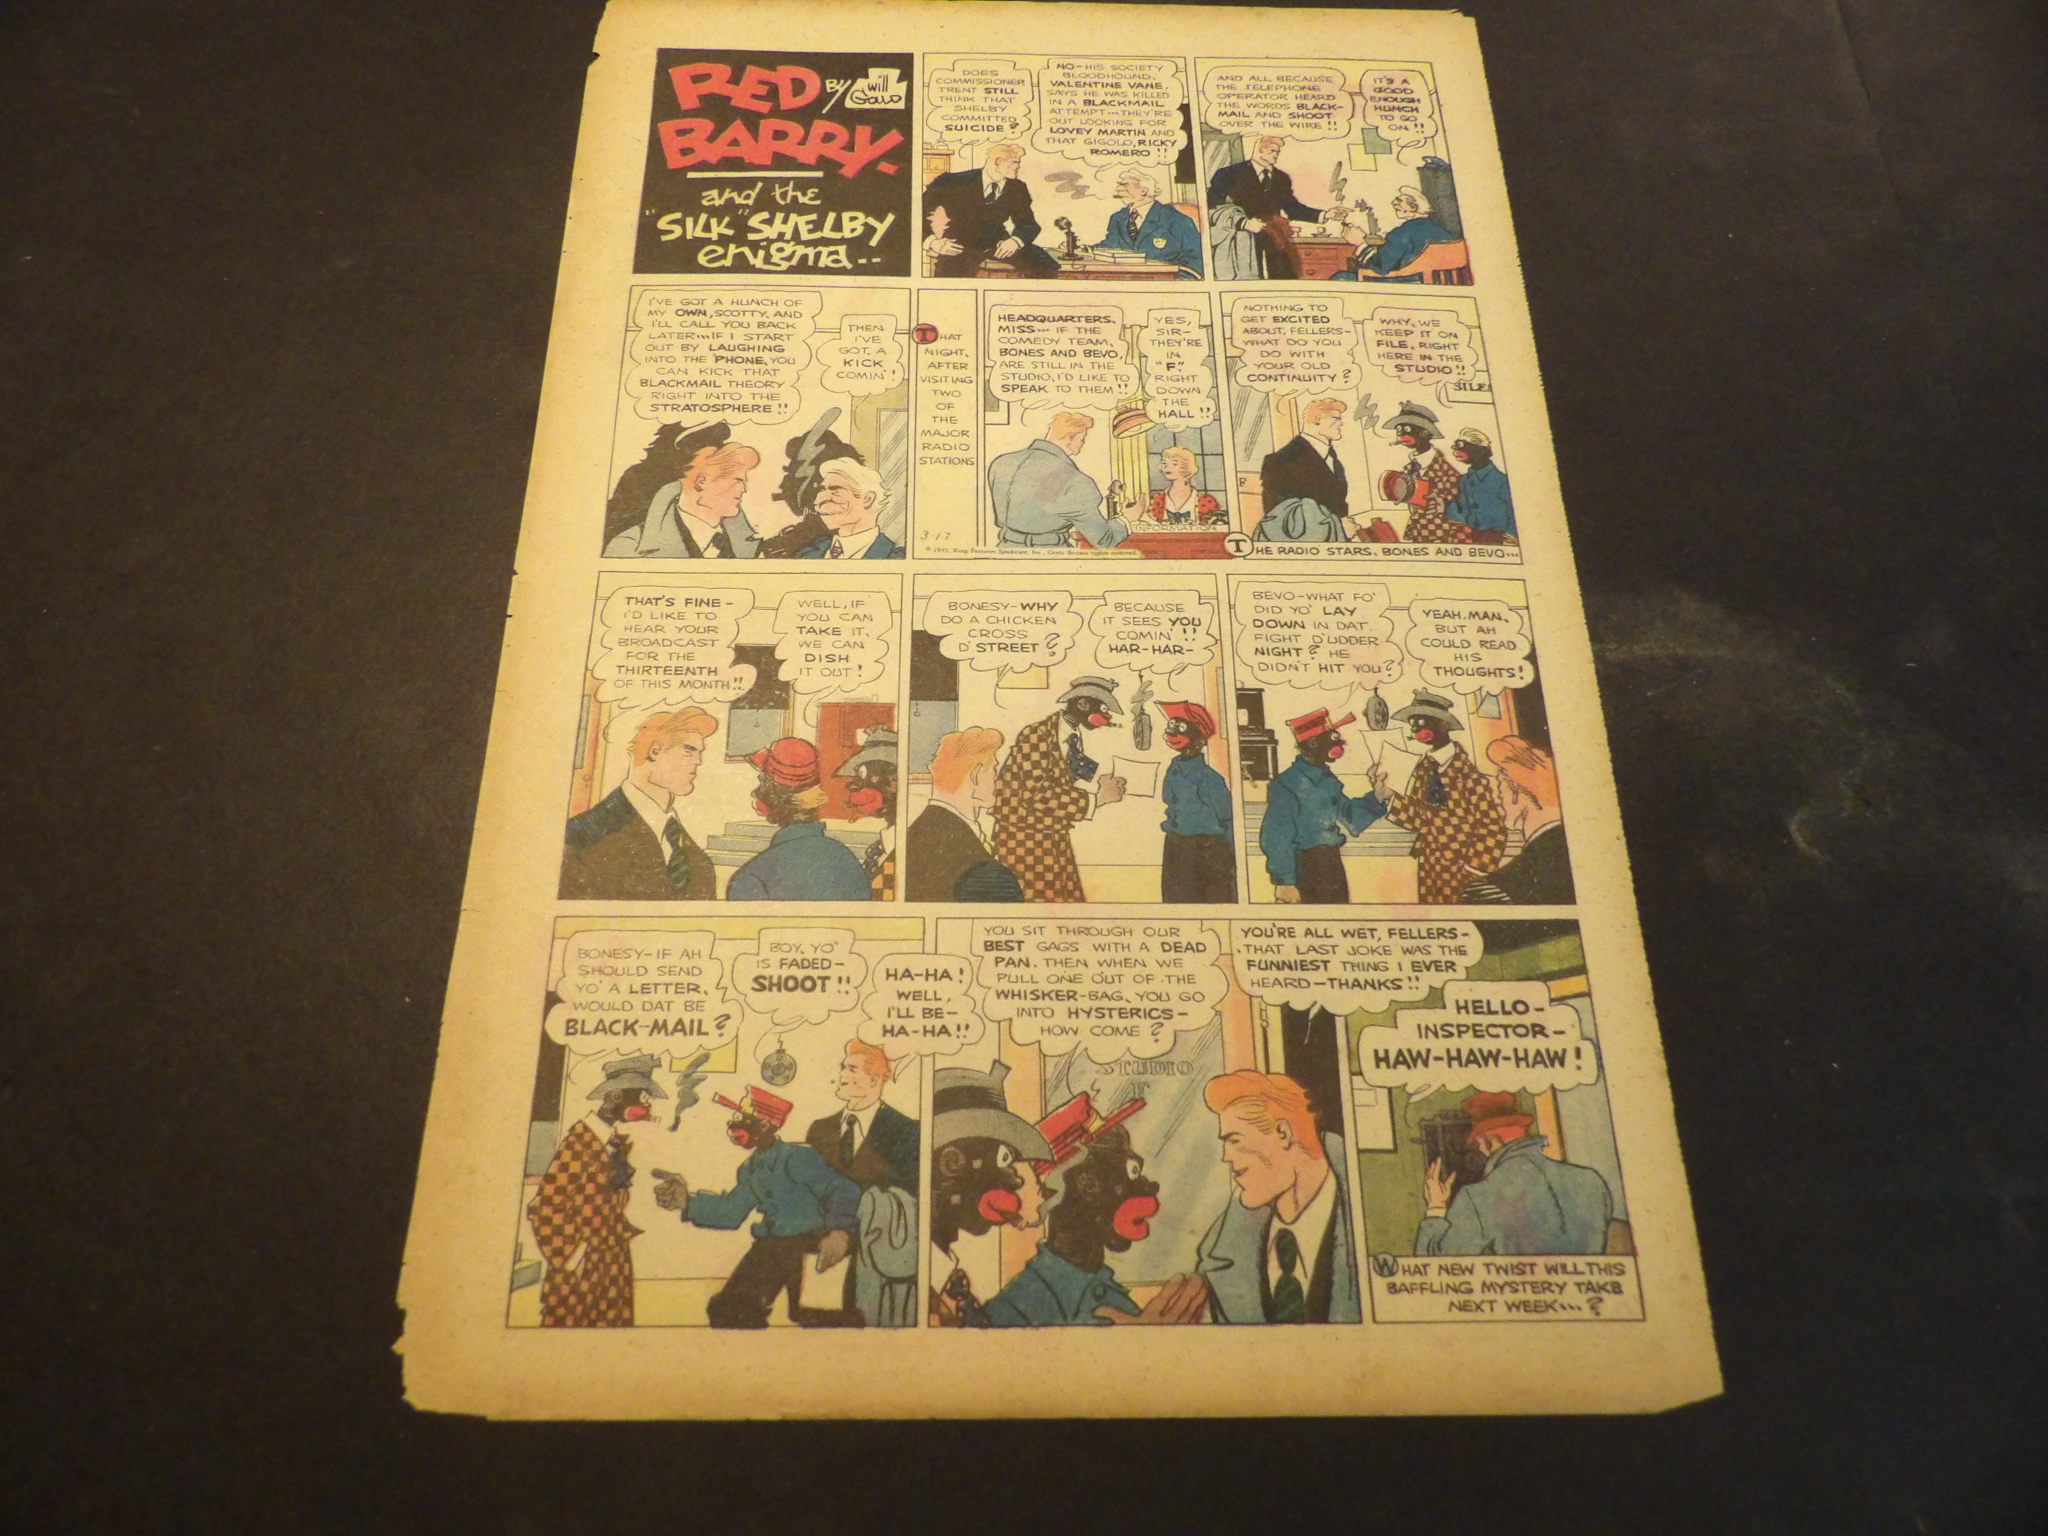 RED
BARRY.
BY
Will
Gould
and the
"SILK" SHELBY
enigma..
DOES
COMMISSIONER
TRENT STILL
THINK THAT
SHELBY
COMMITTED
SUICIDE?
NO-HIS SOCIETY
BLOODHOUND,
VALENTINE VANE,
SAYS HE WAS KILLED
IN A BLACKMAIL
ATTEMPT...THEY'RE
OUT LOOKING FOR
LOVEY MARTIN AND
THAT GIGOLO, RICKY
ROMERO!!
AND ALL BECAUSE
THE TELEPHONE
OPERATOR HEARD
THE WORDS BLACK-
MAIL AND SHOOT
OVER THE WIRE!!
IT'S A
GOOD
ENOUGH
HUNCH
TO GO
ON!!
I'VE GOT A HUNCH OF
MY OWN, SCOTTY, AND
I'LL CALL YOU BACK
LATER...IF I START
OUT BY LAUGHING
INTO THE 'PHONE, YOU
CAN KICK THAT
BLACKMAIL THEORY
RIGHT INTO THE
STRATOSPHERE!!
THEN
I'VE
GOT A
KICK
COMIN'!
THAT
NIGHT,
AFTER
VISITING
TWO
OF
THE
MAJOR
RADIO
STATIONS
3 17
HEADQUARTERS,
MISS... IF THE
COMEDY TEAM,
BONES AND BEVO,
ARE STILL IN THE
STUDIO, I'D LIKE TO
SPEAK TO THEM!!
YES,
SIR-
THEY'RE
IN
"F".
RIGHT
DOWN
THE
HALL!!
INFORMATION
© 1935, King Features Syndicate, Inc., Great Britain rights reserved.
NOTHING TO
GET EXCITED
ABOUT, FELLERS-
WHAT DO YOU
DO WITH
YOUR OLD
CONTINUITY?
WHY, WE
KEEP IT ON
FILE, RIGHT
HERE IN THE
STUDIO!!
SILE
F
THE RADIO STARS, BONES AND BEVO...
THAT'S FINE-
I'D LIKE TO
HEAR YOUR
BROADCAST
FOR THE
THIRTEENTH
OF THIS MONTH!!
WELL, IF
YOU CAN
TAKE IT,
WE CAN
DISH
IT OUT!
BONESY-WHY
DO A CHICKEN
CROSS
D'STREET?
BECAUSE
IT SEES YOU
COMIN'!!
HAR-HAR-
BEVO-WHAT FO'
DID YO' LAY
DOWN IN DAT
FIGHT D'UDDER
NIGHT? HE
DIDN'T HIT YOU?
YEAH, MAN,
BUT AH
COULD READ
HIS
THOUGHTS!
BONESY-IF AH
SHOULD SEND
YO' A LETTER,
WOULD DAT BE
BLACK-MAIL?
BOY, YO'
IS FADED-
SHOOT!!
HA-HA!
WELL,
I'LL BE-
HA-HA!!
YOU SIT THROUGH OUR
BEST GAGS WITH A DEAD
PAN. THEN WHEN WE
PULL ONE OUT OF THE
WHISKER-BAG, YOU GO
INTO HYSTERICS-
HOW COME?
STUDIO
F
YOU'RE ALL WET, FELLERS-
THAT LAST JOKE WAS THE
FUNNIEST THING I EVER
HEARD-THANKS!!
HELLO-
INSPECTOR-
HAW-HAW-HAW!
WHAT NEW TWIST WILL THIS
BAFFLING MYSTERY TAKE
NEXT WEEK...?